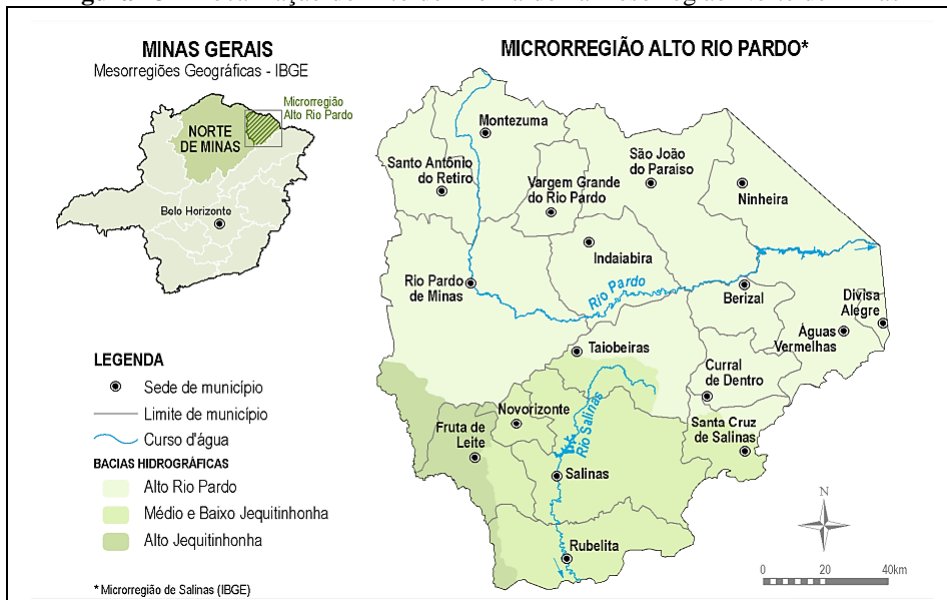 MINAS GERAIS
Mesorregiões Geográficas - IBGE
Microrregião
Alto Rio Pardo
NORTE
DE MINAS
Belo Horizonte
MICRORREGIÃO ALTO RIO PARDO*
Montezuma
Santo Antônio
do Retiro
Vargem Grande
do Rio Pardo
São João
do Paraiso
Ninheira
Indaiabira
Rio Pardo
de Minas
Rio Pardo
Berizal
Divisa
Alegre
Águas
Vermelhas
Taiobeiras
Curral
de Dentro
Novorizonte
Rio Salinas
Fruta de
Leite
Santa Cruz
de Salinas
Salinas
Rubelita
LEGENDA
Sede de município
Limite de município
Curso d'água
BACIAS HIDROGRÁFICAS
Alto Rio Pardo
Médio e Baixo Jequitinhonha
Alto Jequitinhonha
* Microrregião de Salinas (IBGE)
N
0 20 40km